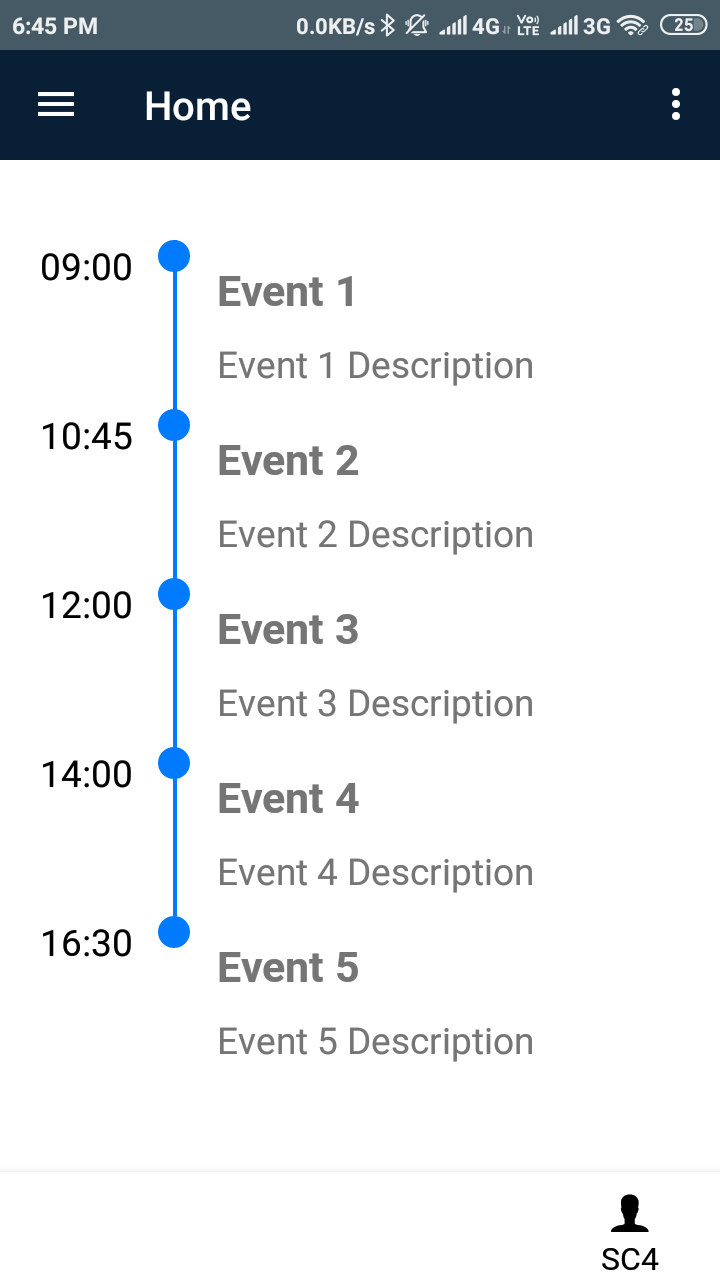 6:45 PM 0.0KB/s 4G Vo) LTE 3G 25
Home
09:00
Event 1
Event 1 Description
10:45
Event 2
Event 2 Description
12:00
Event 3
Event 3 Description
14:00
Event 4
Event 4 Description
16:30
Event 5
Event 5 Description
SC4